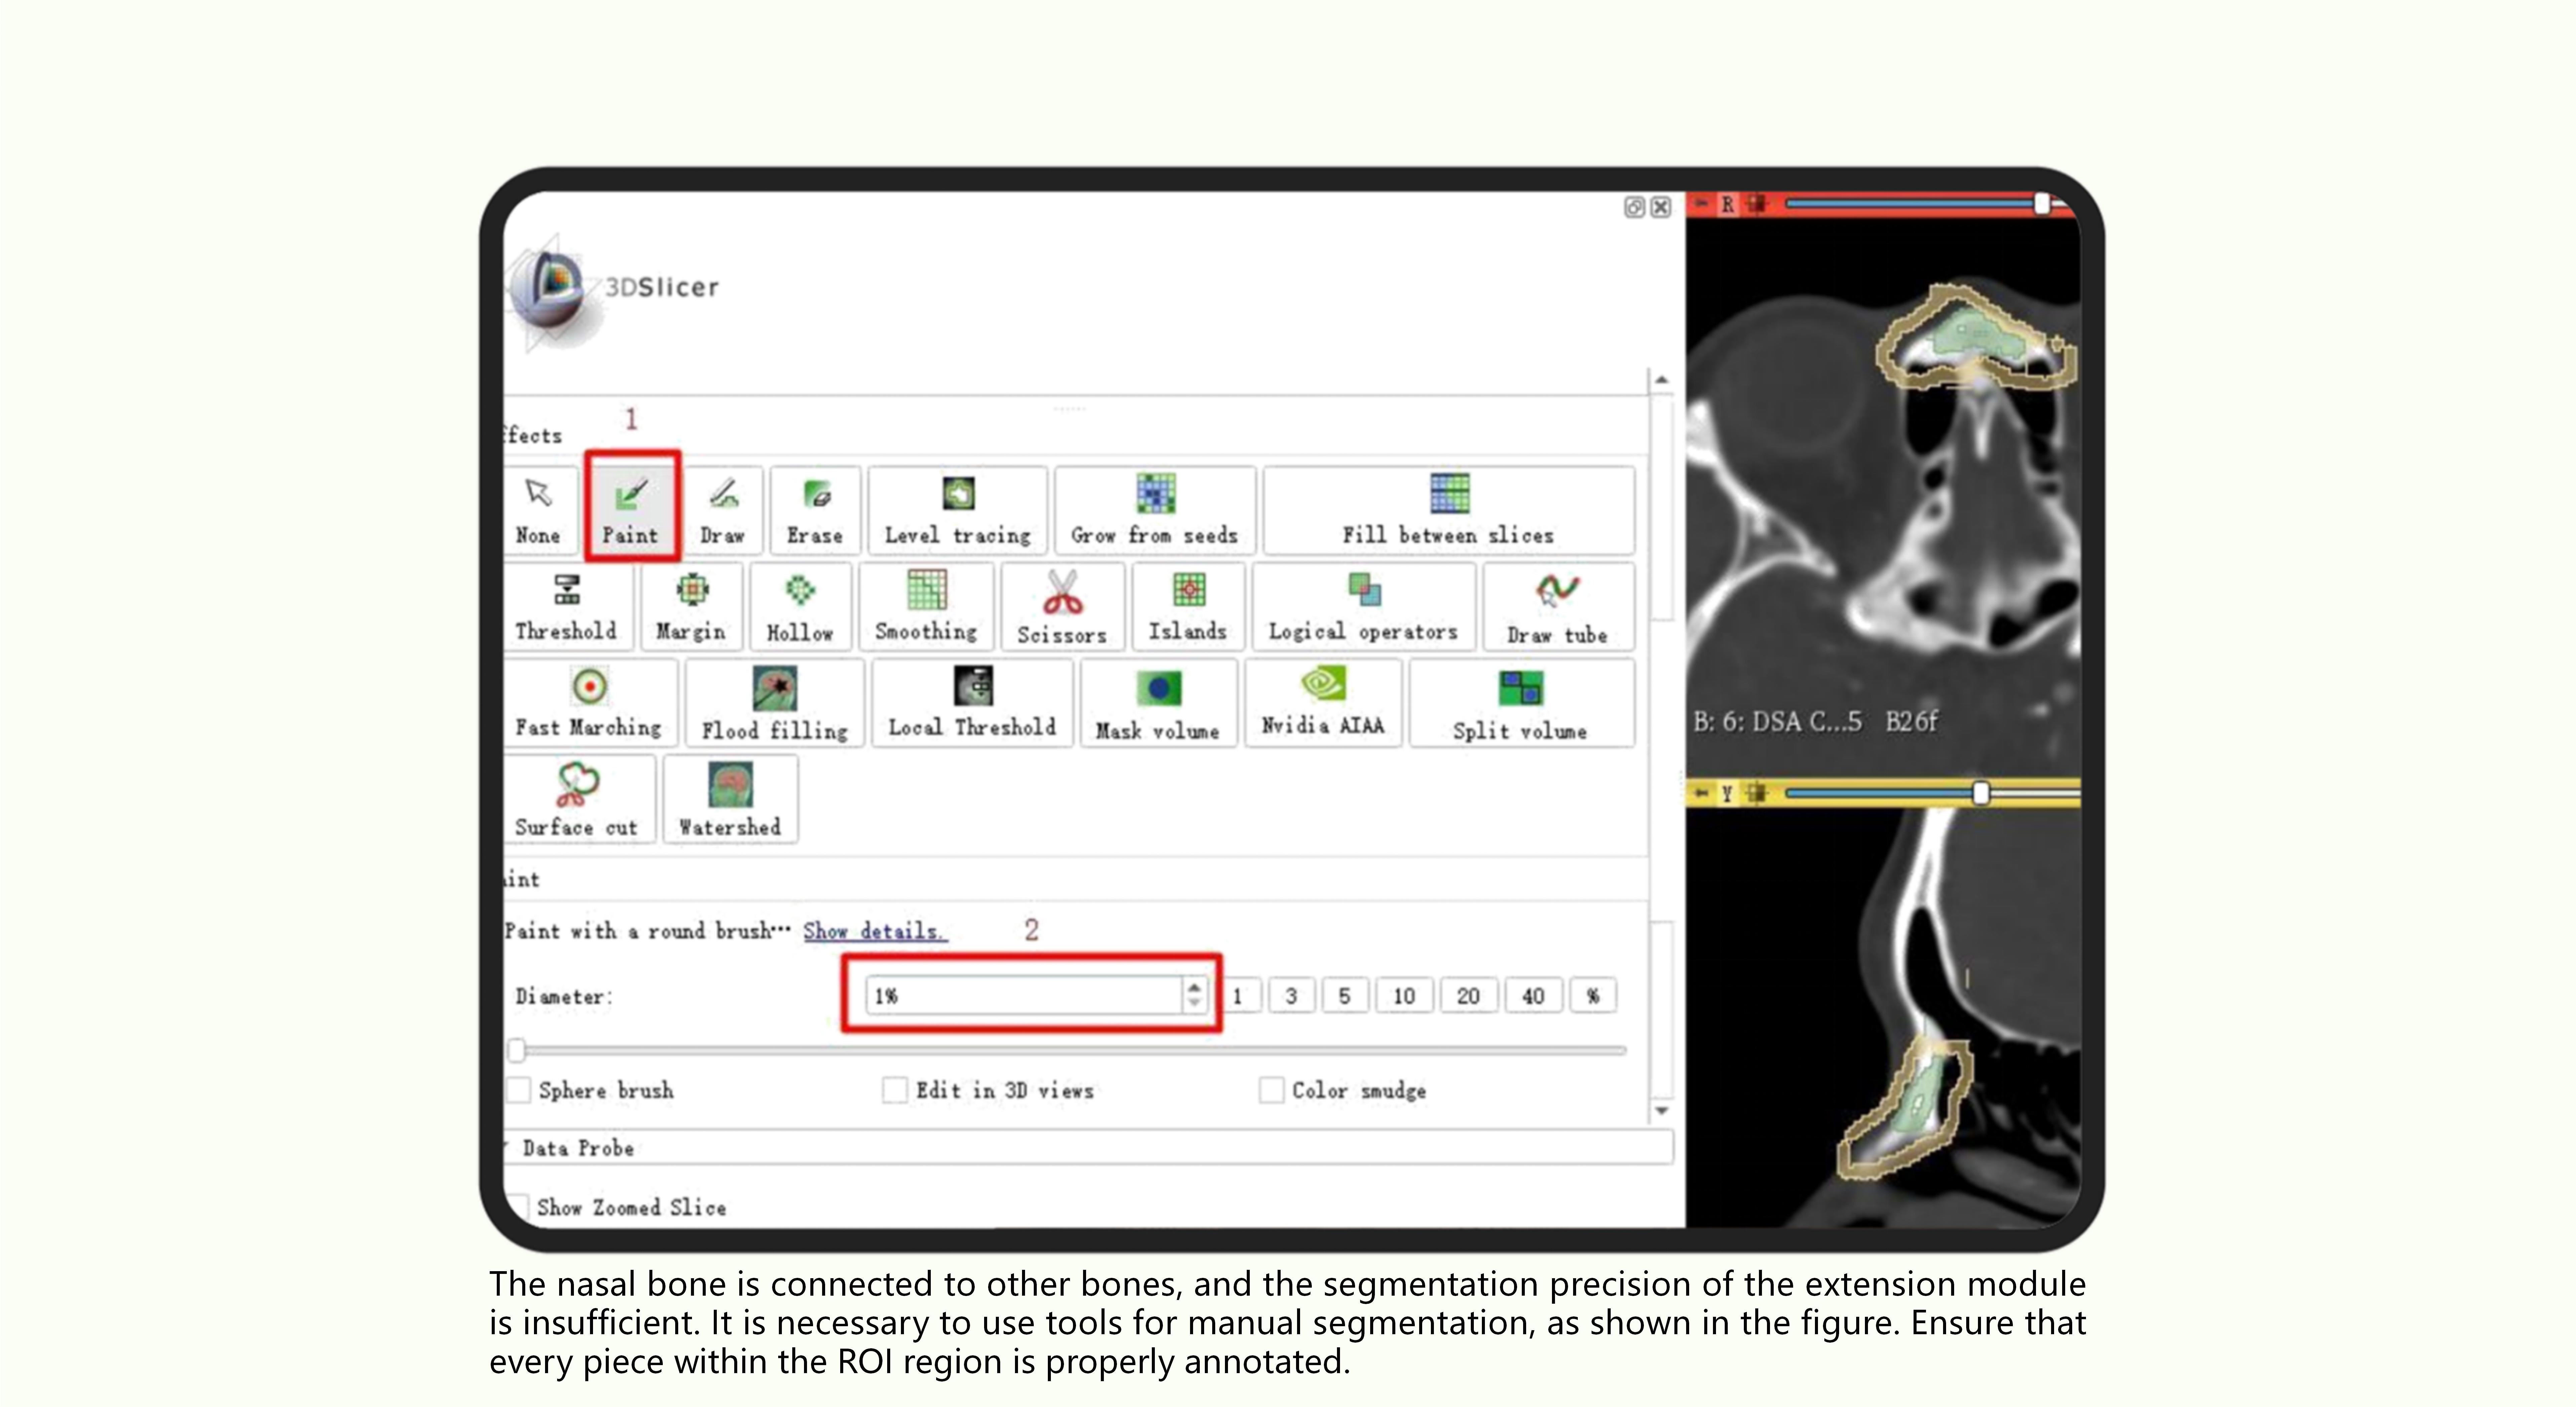 R
3DSlicer
1
ffects
None
Paint
Draw
Erase
Level tracing
Grow from seeds
Fill between slices
Threshold
Margin
Hollow
Smoothing
Scissors
Islands
Logical operators
Draw tube
Fast Marching
Flood filling
Local Threshold
Mask volume
Nvidia AIAA
Split volume
B: 6: DSA C...5 B26f
Y
Surface cut
Watershed
int
Paint with a round brush... Show details.
2
Diameter:
1%
1
3
5
10
20
40
%
Sphere brush
Edit in 3D views
Color smudge
Data Probe
Show Zoomed Slice
The nasal bone is connected to other bones, and the segmentation precision of the extension module
is insufficient. It is necessary to use tools for manual segmentation, as shown in the figure. Ensure that
every piece within the ROI region is properly annotated.